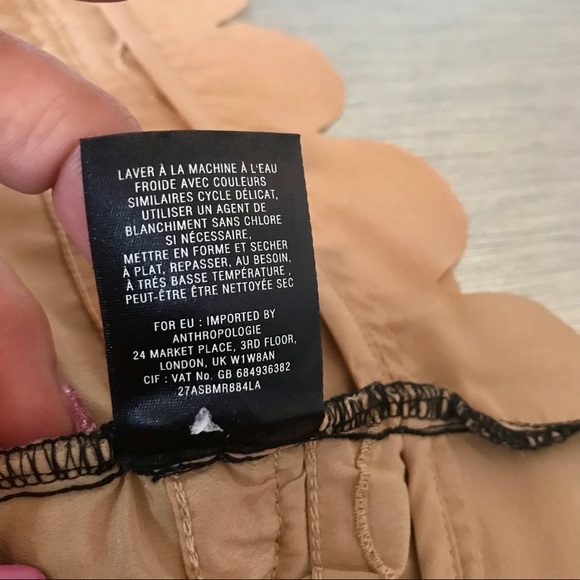 LAVER À LA MACHINE À L'EAU
FROIDE AVEC COULEURS
SIMILAIRES CYCLE DÉLICAT,
UTILISER UN AGENT DE
BLANCHIMENT SANS CHLORE
SI NÉCESSAIRE,
METTRE EN FORME ET SECHER
À PLAT, REPASSER, AU BESOIN,
À TRÉS BASSE TEMPÉRATURE ,
PEUT-ÊTRE ÊTRE NETTOYÉE SEC
FOR EU : IMPORTED BY
ANTHROPOLOGIE
24 MARKET PLACE, 3RD FLOOR,
LONDON, UK W1W8AN
CIF : VAT No. GB 684936382
27ASBMR884LA